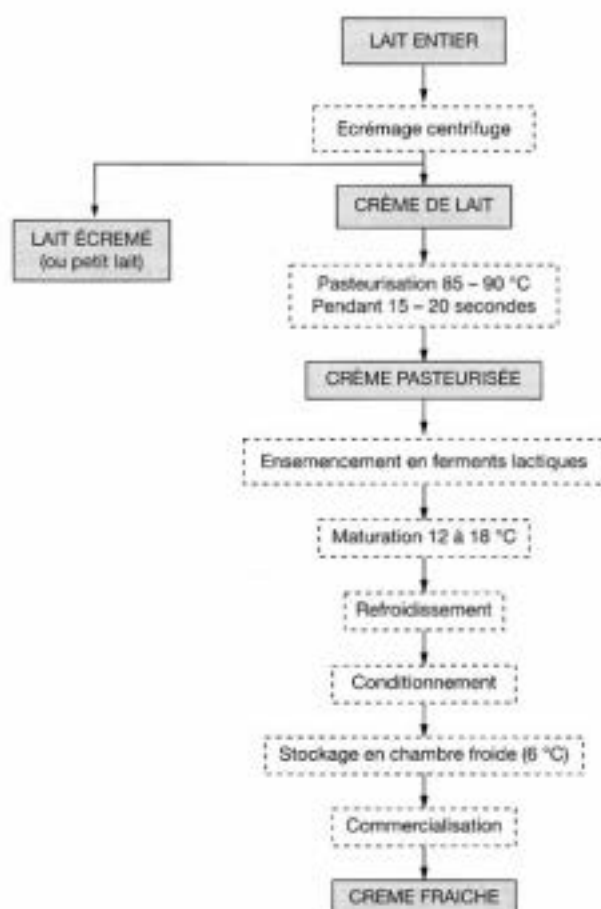 LAIT ENTIER
Ecrémage centrifuge
CRÈME DE LAIT
LAIT ÉCREMÉ
(ou petit lait)
Pasteurisation 85 – 90 °C
Pendant 15 – 20 secondes
CRÈME PASTEURISÉE
Ensemencement en ferments lactiques
Maturation 12 à 18 °C
Refroidissement
Conditionnement
Stockage en chambre froide (6 °C)
Commercialisation
CREME FRAICHE